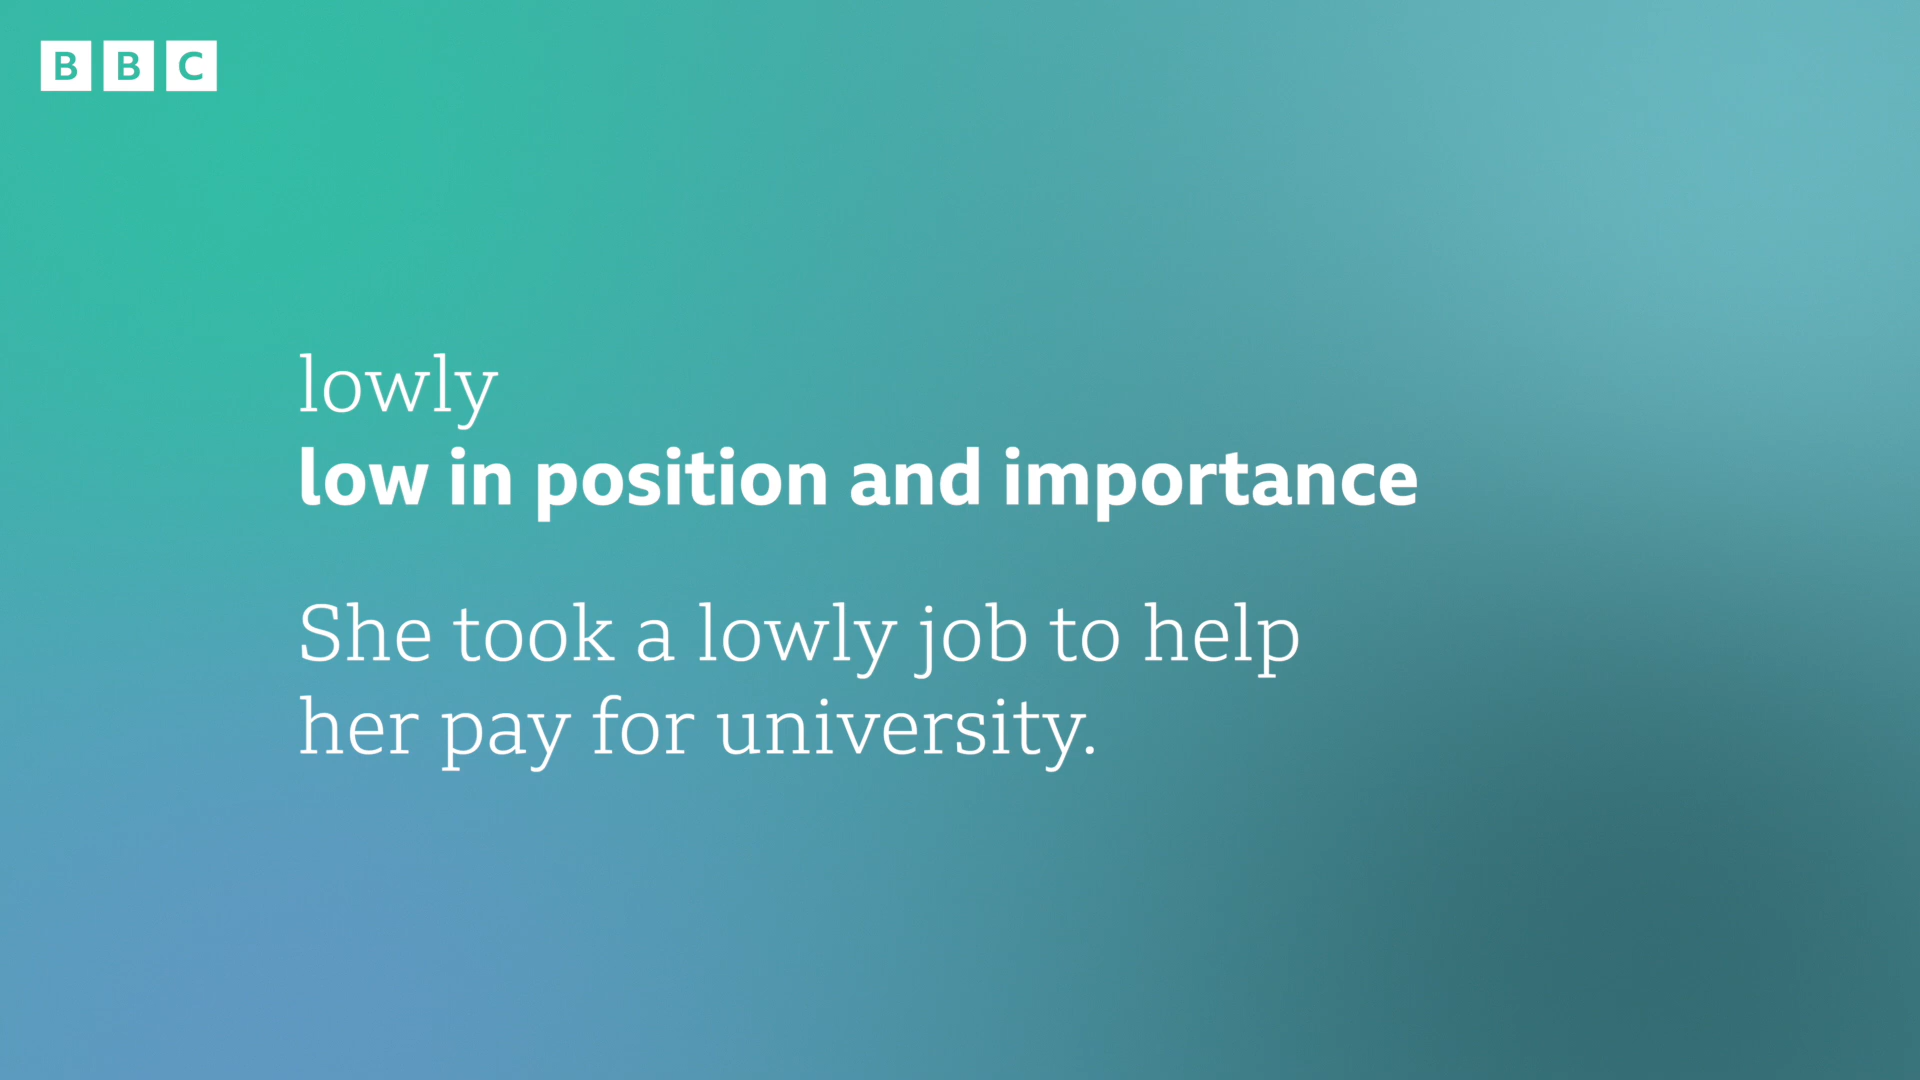 BBC
lowly
low in position and importance
She took a lowly job to help
her pay for university.